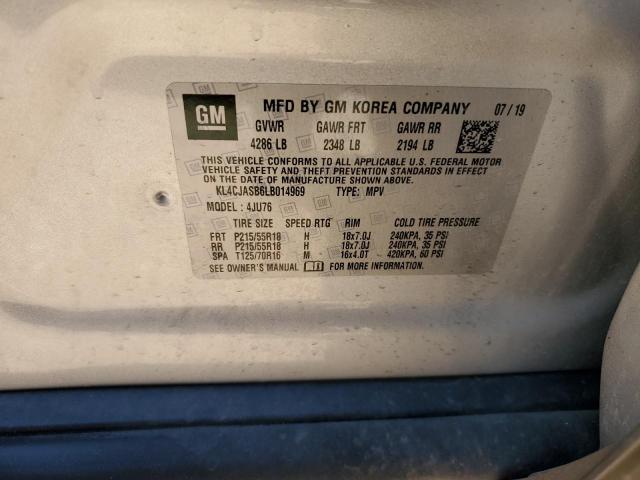 GM MFD BY GM KOREA COMPANY 07 / 19
GVWR GAWR FRT GAWR RR
4286 LB 2348 LB 2194 LB
THIS VEHICLE CONFORMS TO ALL APPLICABLE U.S. FEDERAL MOTOR
VEHICLE SAFETY, BUMPER, AND THEFT PREVENTION STANDARDS
IN EFFECT ON THE DATE OF MANUFACTURE SHOWN ABOVE.
KL4CJASB6LB014969 TYPE: MPV
MODEL : 4JU76
TIRE SIZE SPEED RTG RIM COLD TIRE PRESSURE
FRT P215/55R18 H 18x7.0J 240KPA, 35 PSI
RR P215/55R18 H 18x7.0J 240KPA, 35 PSI
SPA T125/70R16 M 16x4.0T 420KPA, 60 PSI
SEE OWNER'S MANUAL FOR MORE INFORMATION.